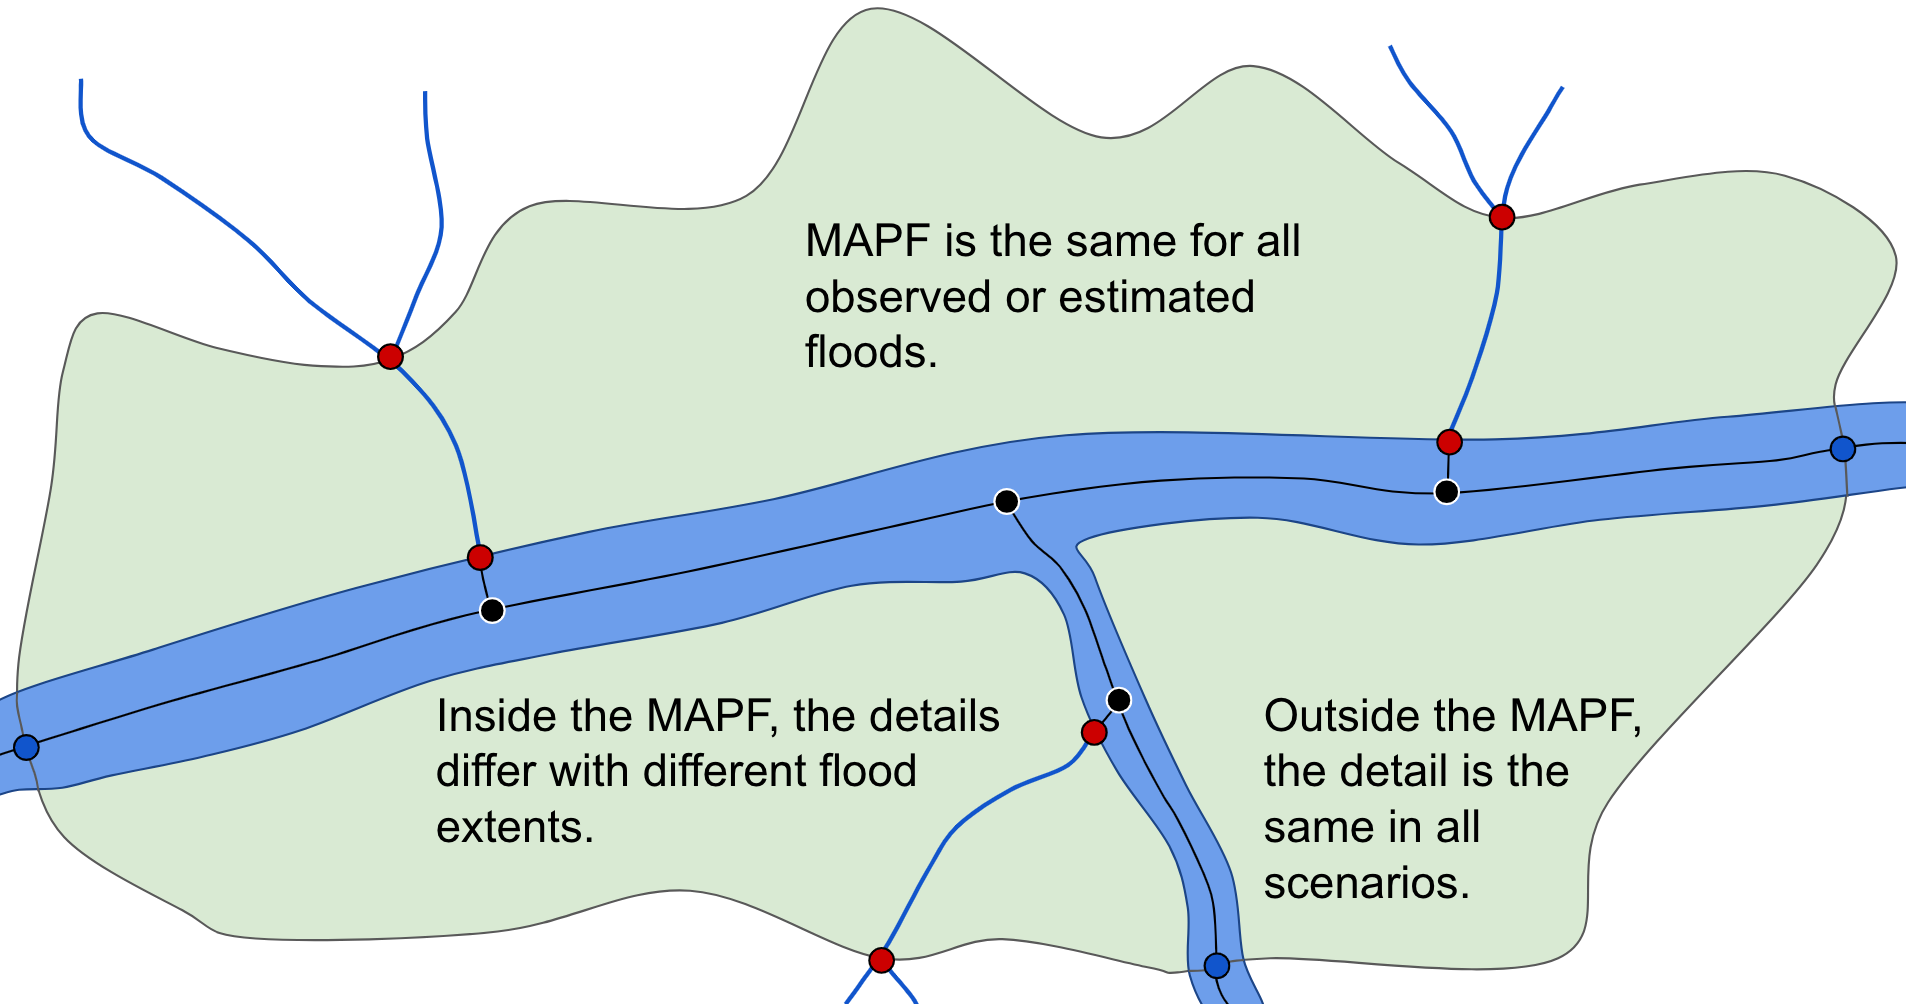 MAPF is the same for all
observed or estimated
floods.
Inside the MAPF, the details
differ with different flood
extents.
Outside the MAPF,
the detail is the
same in all
scenarios.